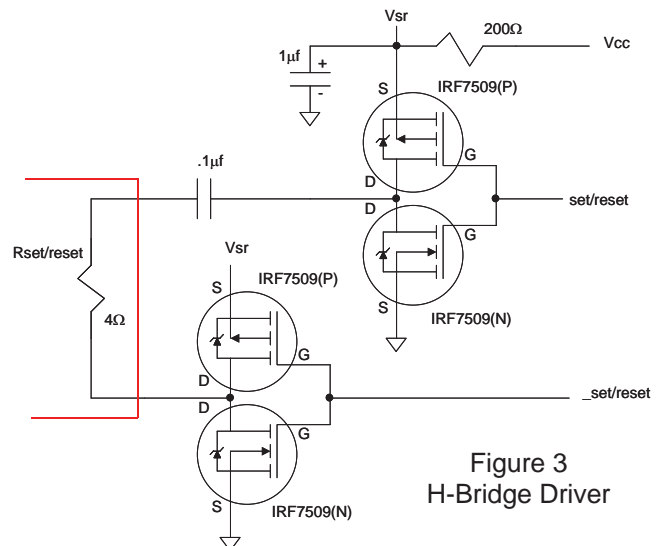 Vsr
200Ω
Vcc
1µf
+
-
S
IRF7509(P)
G
D
.1µf
set/reset
D
G
S
IRF7509(N)
Rset/reset
4Ω
Vsr
S
IRF7509(P)
G
D
_set/reset
D
G
S
IRF7509(N)
Figure 3
H-Bridge Driver